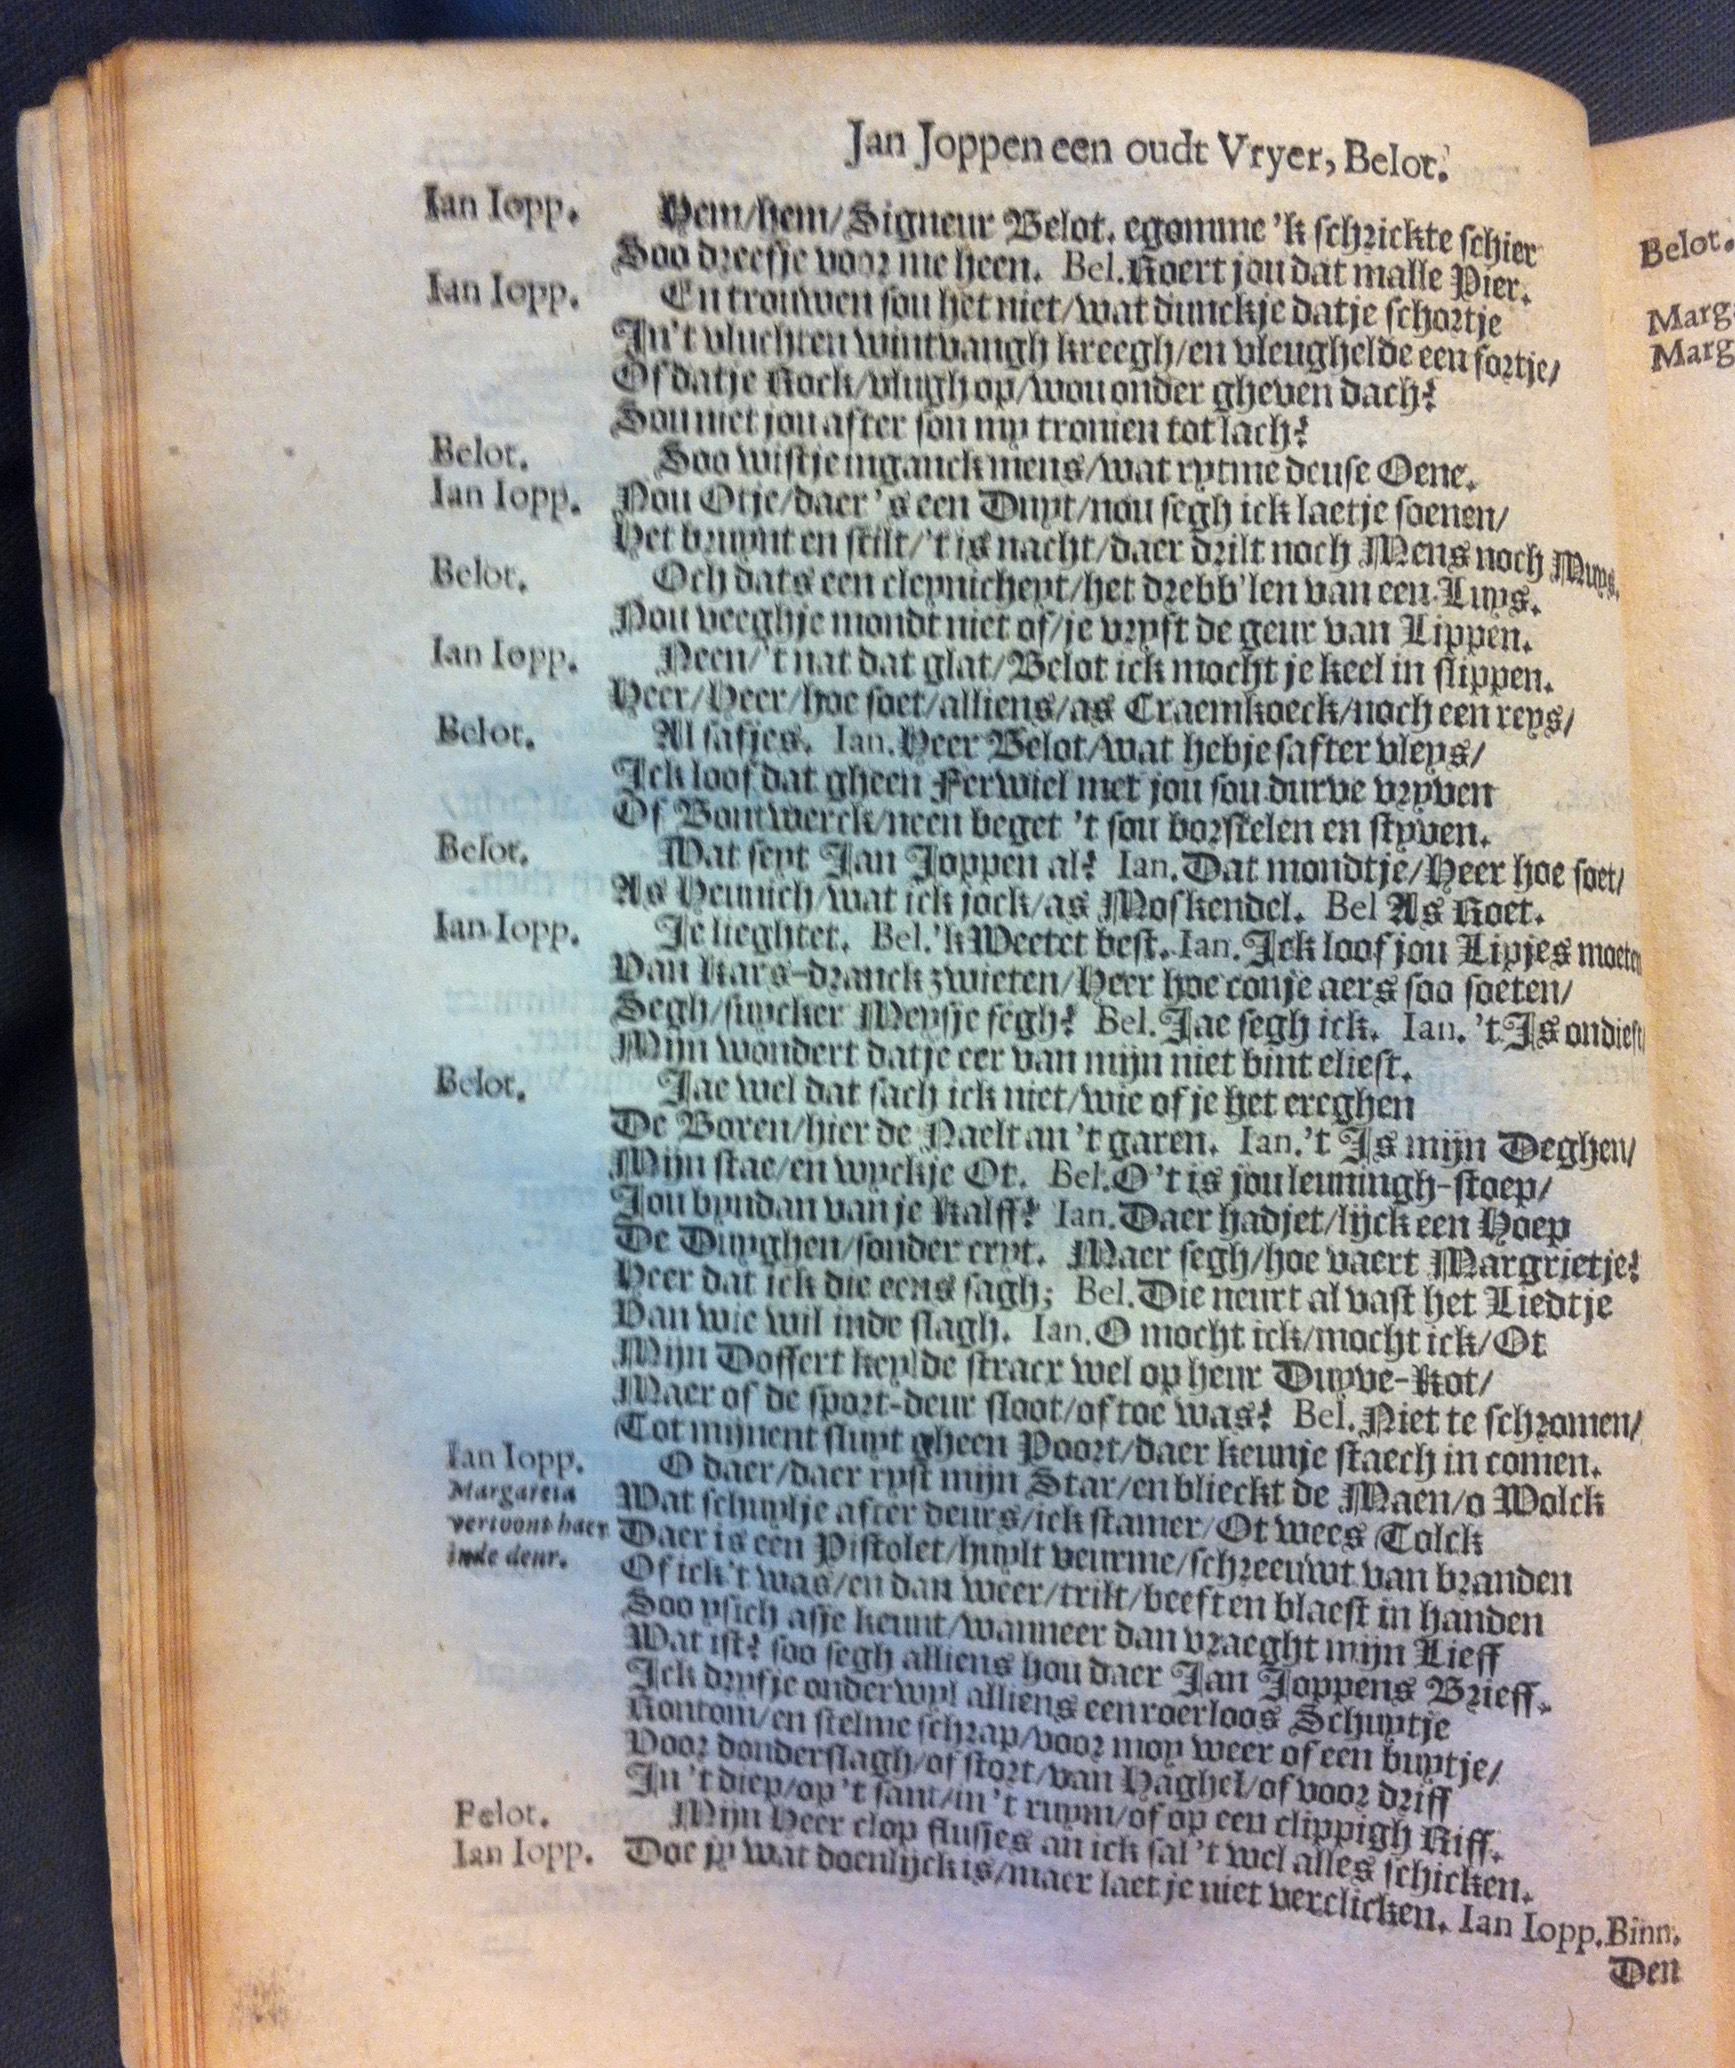 Jan Joppen een oudt Vryer, Belot.
Ian Iopp. Hem/hem/Signeur Belot. egomme 'k schrickte schier
Soo dreefje voor me heen. Bel. Roert jou dat malle Pier.
Ian Iopp. En trouwen sou het niet/wat dunckje datje schortje
In't vluchten wintvangh kreegh/en vleughelde een sortje/
Of datje Rock/vlugh op/wou onder gheven dach?
Sou niet jou after son my tronien tot lach?
Belot. Soo wistje inganck mens/wat rytme deuse Oene.
Ian Iopp. Nou Otje/daer 's een Duyt/nou segh ick laetje soenen/
Het bruynt en stilt/'t is nacht/daer drilt noch Mens noch Muys.
Belot. Och dats een cleynicheyt/het drebb'len van een Luys.
Nou veeghje mondt niet of/je vryft de geur van Lippen.
Ian Iopp. Neen/'t nat dat glat/Belot ick mocht je keel in slippen.
Heer/Heer/hoe soet/alliens/as Craemkoeck/noch een reys/
Belot. Al safjes. Ian. Heer Belot/wat hebje safter vleys/
Ick loof dat gheen Ferwiel met jou sou durve vryven
Of Bontwerck/neen beget 't sou borstelen en styven.
Belot. Wat seyt Jan Joppen al? Ian. Dat mondtje/Heer hoe soet/
As Heunich/wat ick jock/as Moskendel. Bel As Roet.
Ian Iopp. Je lieghtet. Bel.'k Weetet best. Ian. Ick loof jou Lipjes moeten
Van Kars-dranck zwieten/Heer hoe conje aers soo soeten/
Segh/suycker Meysje segh? Bel. Jae segh ick. Ian. 't Is ondiest/
Mijn wondert datje eer van mijn niet bint eliest.
Belot. Jae wel dat sach ick niet/wie of je het ereghen
De Boren/hier de Naelt an 't garen. Ian.'t Is mijn Deghen/
Mijn stae/en wyckje Ot. Bel. O 't is jou leuningh-stoep/
Jou byndan van je Kalff? Ian. Daer hadjet/lijck een Hoep
De Duyghen/sonder eryt. Maer segh/hoe vaert Margrietje?
Heer dat ick die eens sagh; Bel. Die neurt al vast het Liedtje
Van wie wil inde slagh. Ian. O mocht ick/mocht ick/Ot
Mijn Doffert keylde straex wel op heur Duyve-Kot/
Maer of de sport-deur sloot/of toe was? Bel. Niet te schromen/
Tot mijnent sluyt gheen Poort/daer keunje staech in comen.
Ian Iopp. O daer/daer ryst mijn Star/en blieckt de Maen/o Wolck
Margareta Wat schuylje after deurs/ick stamer/Ot wees Tolck
vertoont haer Daer is een Pistolet/huylt veurme/schreeuwt van branden
inde deur. Of ick 't was/en dan weer/trilt/beeft en blaest in handen
Soo ysich asje keunt/wanneer dan vraeght mijn Lieff
Wat ist? soo segh alliens hou daer Jan Joppens Brieff.
Ick dryfje onderwyl alliens een roerloos Schuytje
Rontom/en stelme schrap/voor moy weer of een buytje/
Voor donderslagh/of stort/van Haghel/of voor driff
In 't diep/op 't sant/in 't ruym/of op een clippigh Riff.
Belot. Mijn Heer clop flusjes an ick sal 't wel alles schicken.
Ian Iopp. Doe jy wat doenlijck is/maer laet je niet verclicken. Ian Iopp. Binn.
Den
Belot.
Marg
Marg